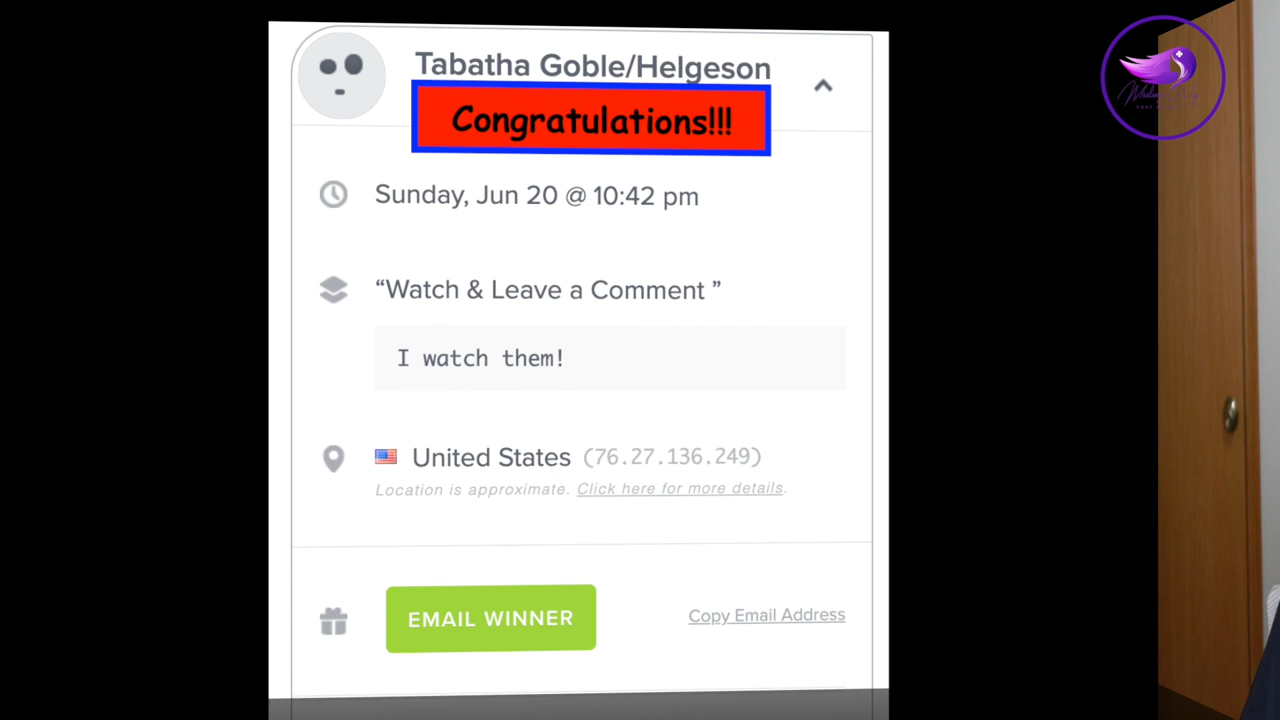 Tabatha Goble/Helgeson
Congratulations!!!
Sunday, Jun 20 @ 10:42 pm
“Watch & Leave a Comment ”
I watch them!
United States (76.27.136.249)
Location is approximate. Click here for more details.
EMAIL WINNER
Copy Email Address